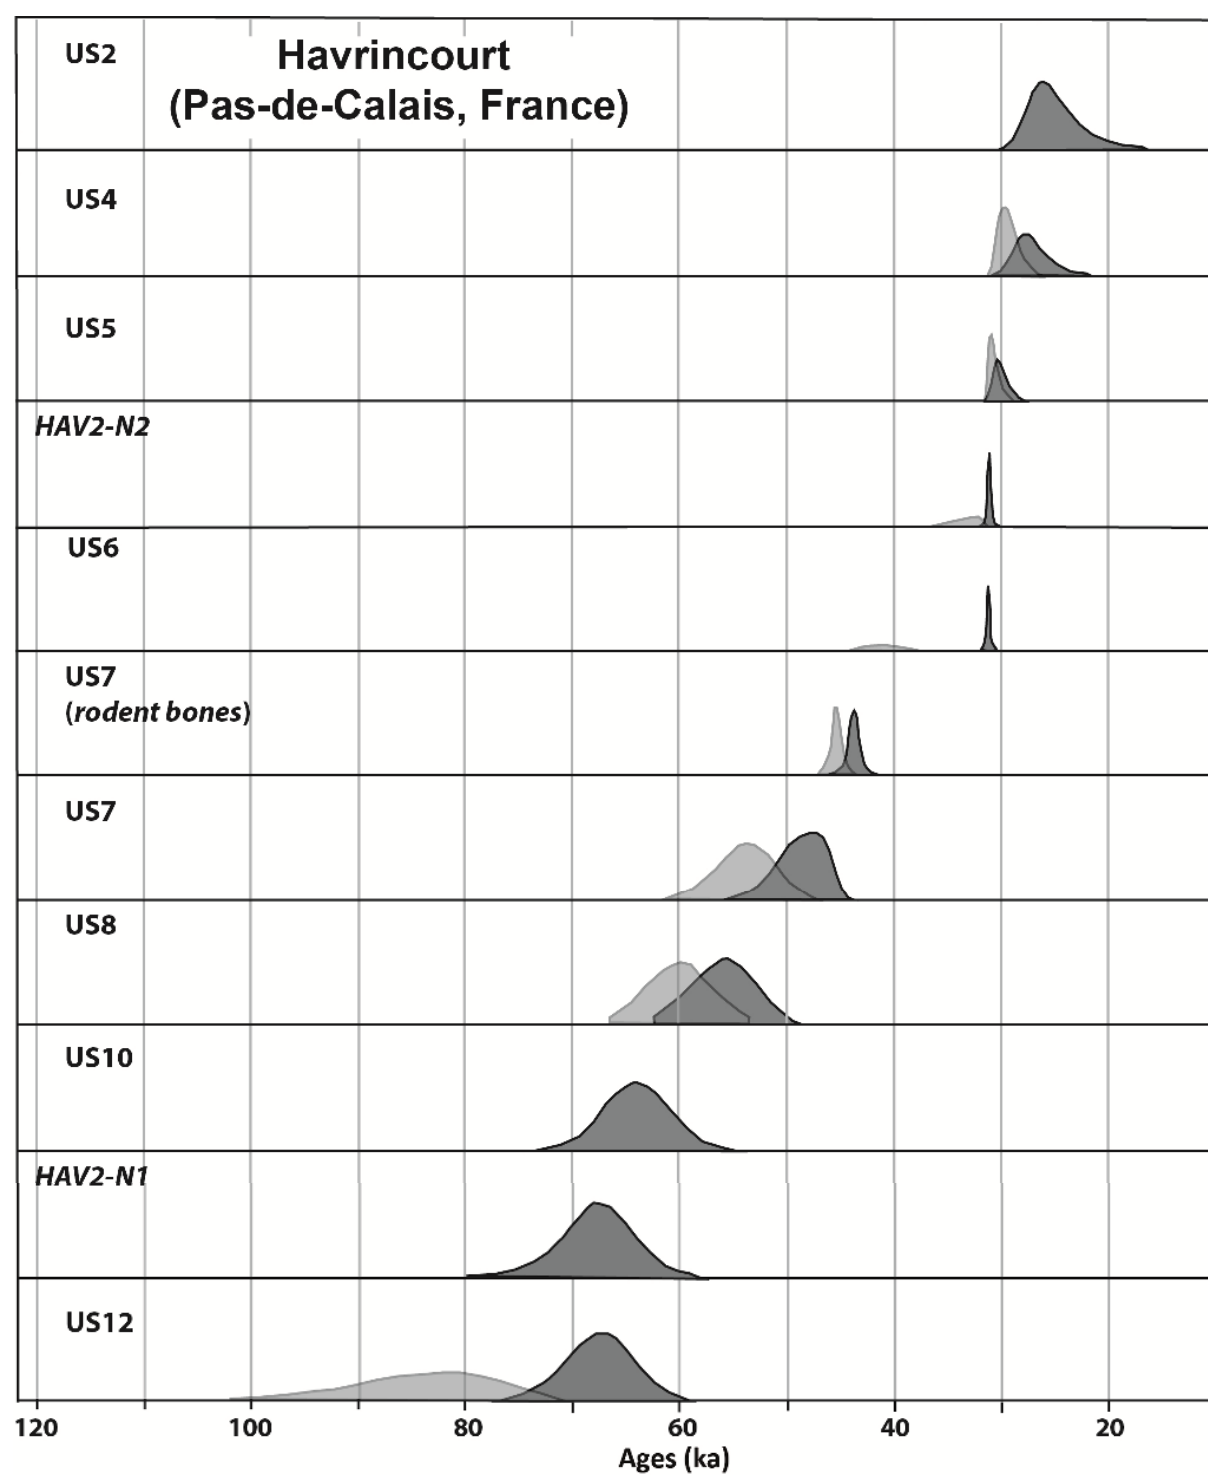 US2
Havrincourt
(Pas-de-Calais, France)
US4
US5
HAV2-N2
US6
US7
(rodent bones)
US7
US8
US10
HAV2-N1
US12
120 100 80 60 40 20
Ages (ka)